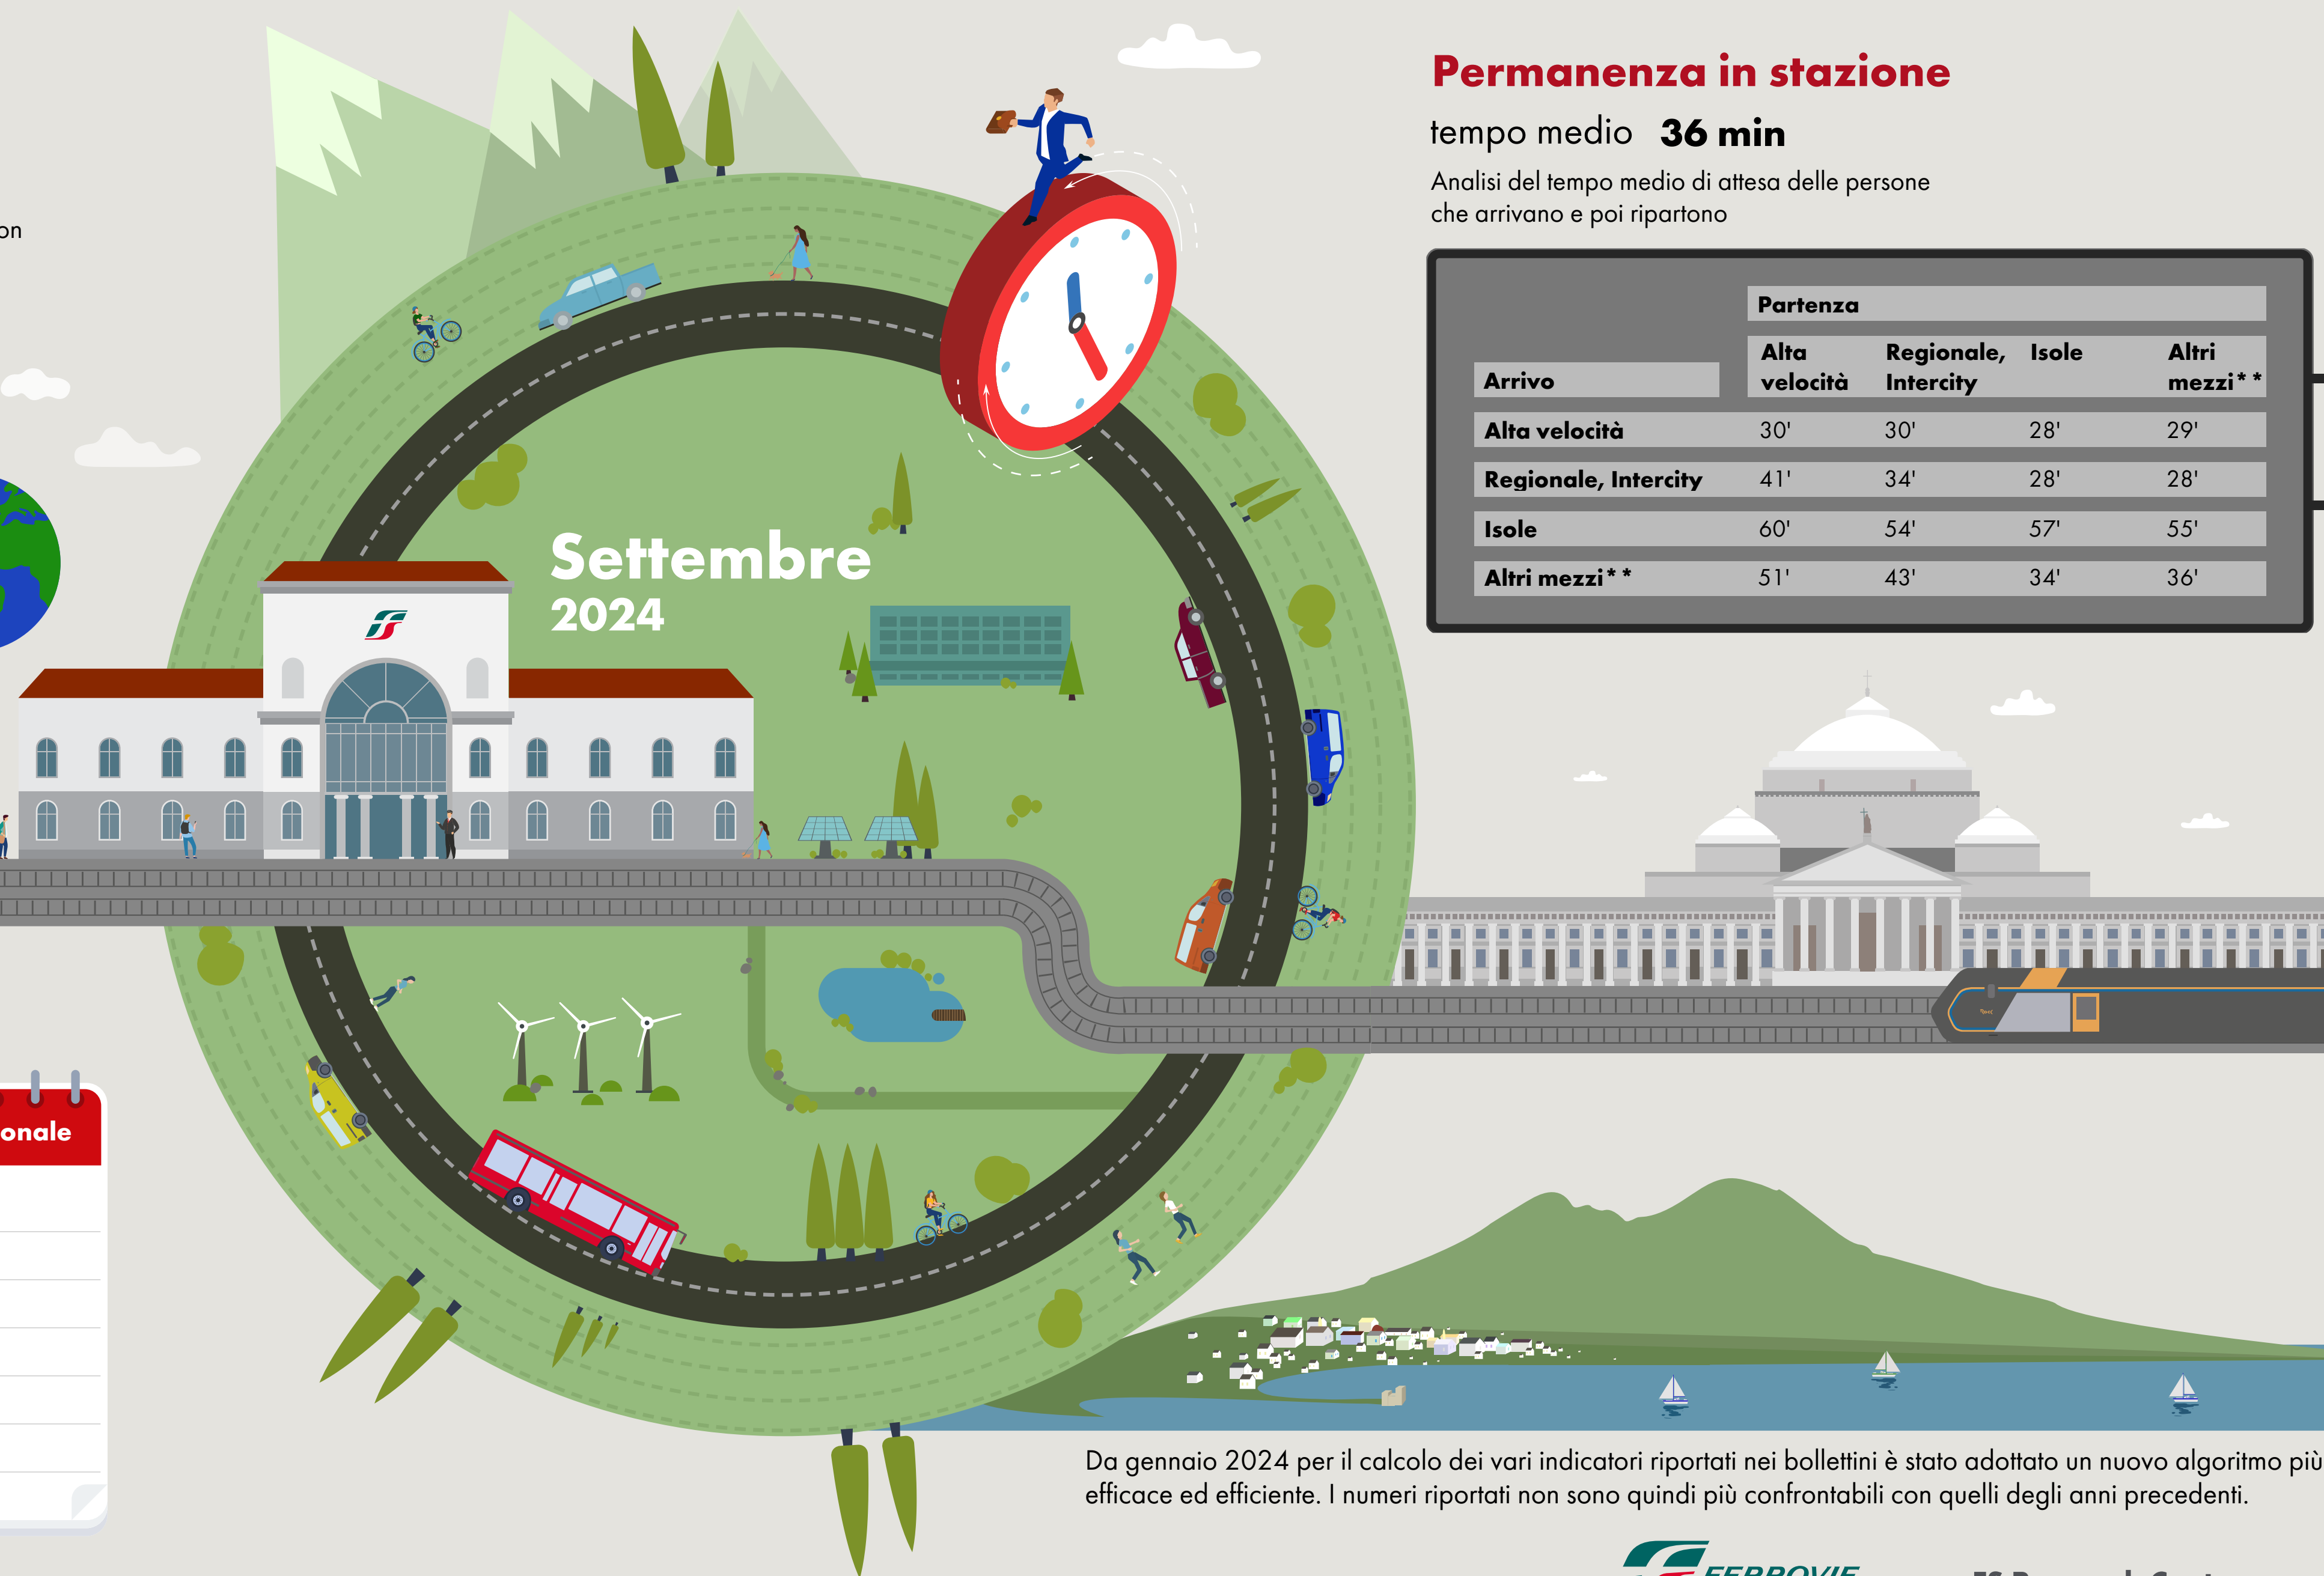 Permanenza in stazione
tempo medio 36 min
Analisi del tempo medio di attesa delle persone
che arrivano e poi ripartono
on
Partenza
Arrivo
Alta velocità
Regionale, Intercity
Isole
Altri mezzi**
Alta velocità 30' 30' 28' 29'
Regionale, Intercity 41' 34' 28' 28'
Isole 60' 54' 57' 55'
Altri mezzi** 51' 43' 34' 36'
Settembre
2024
onale
Da gennaio 2024 per il calcolo dei vari indicatori riportati nei bollettini è stato adottato un nuovo algoritmo più
efficace ed efficiente. I numeri riportati non sono quindi più confrontabili con quelli degli anni precedenti.
FERROVIE